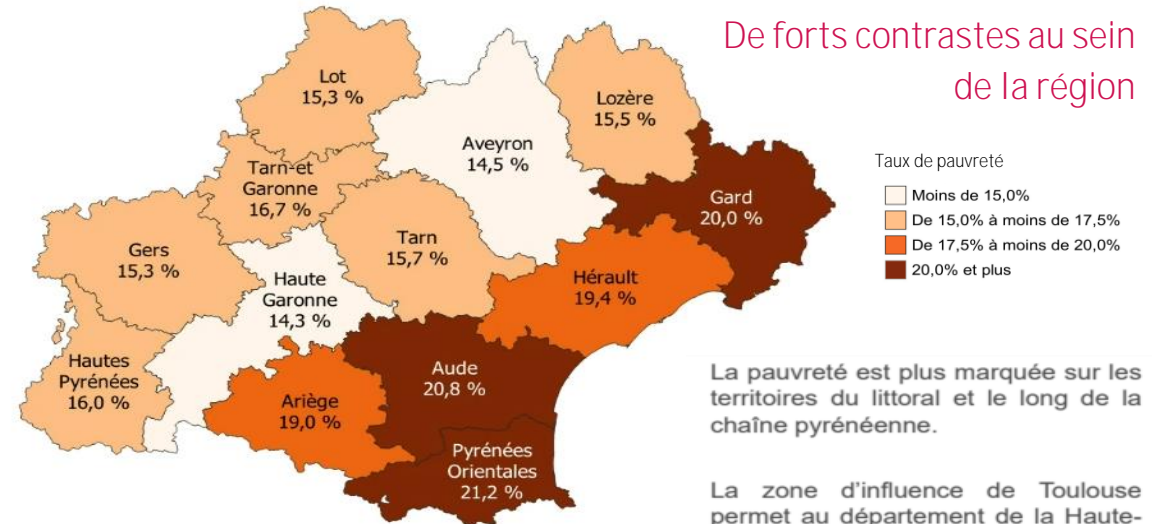 De forts contrastes au sein
de la région
Lot
15,3 %
Lozère
15,5 %
Aveyron
14,5 %
Taux de pauvreté
Moins de 15,0%
De 15,0% à moins de 17,5%
De 17,5% à moins de 20,0%
20,0% et plus
Tarn-et
Garonne
16,7 %
Gard
20,0 %
Gers
15,3 %
Tarn
15,7 %
Haute
Garonne
14,3 %
Hérault
19,4 %
Hautes
Pyrénées
16,0 %
Ariège
19,0 %
Aude
20,8 %
Pyrénées
Orientales
21,2 %
La pauvreté est plus marquée sur les
territoires du littoral et le long de la
chaîne pyrénéenne.
La zone d'influence de Toulouse
permet au département de la Haute-